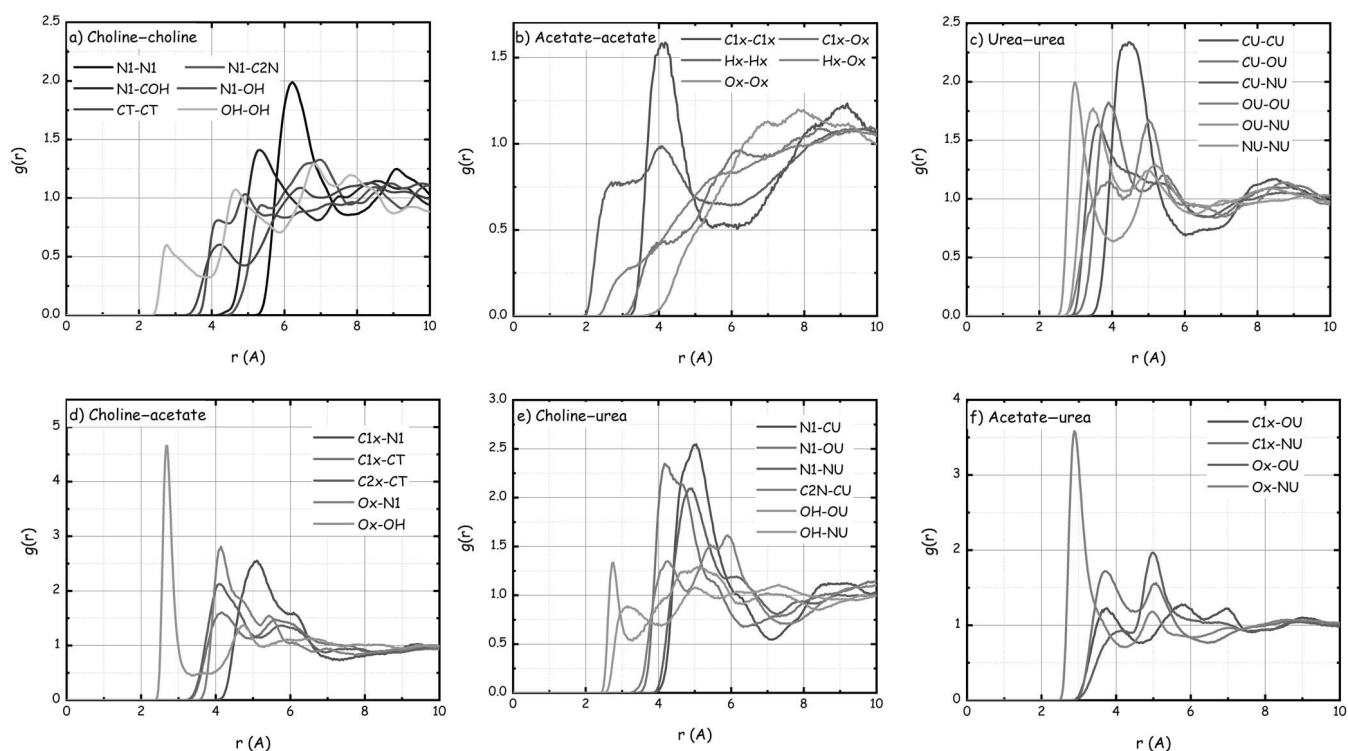 a) Choline–choline
N1-N1
N1-C2N
N1-COH
N1-OH
CT-CT
OH-OH
g(r)
2.5
2.0
1.5
1.0
0.5
0.0
0
2
4
6
8
10
r (A)
b) Acetate–acetate
C1x-C1x
C1x-Ox
Hx-Hx
Hx-Ox
Ox-Ox
g(r)
1.5
1.0
0.5
0.0
0
2
4
6
8
10
r (A)
c) Urea–urea
CU-CU
CU-OU
CU-NU
OU-OU
OU-NU
NU-NU
g(r)
2.5
2.0
1.5
1.0
0.5
0.0
0
2
4
6
8
10
r (A)
d) Choline–acetate
C1x-N1
C1x-CT
C2x-CT
Ox-N1
Ox-OH
g(r)
5
4
3
2
1
0
0
2
4
6
8
10
r (A)
e) Choline–urea
N1-CU
N1-OU
N1-NU
C2N-CU
OH-OU
OH-NU
g(r)
3.0
2.5
2.0
1.5
1.0
0.5
0.0
0
2
4
6
8
10
r (A)
f) Acetate–urea
C1x-OU
C1x-NU
Ox-OU
Ox-NU
g(r)
4
3
2
1
0
0
2
4
6
8
10
r (A)